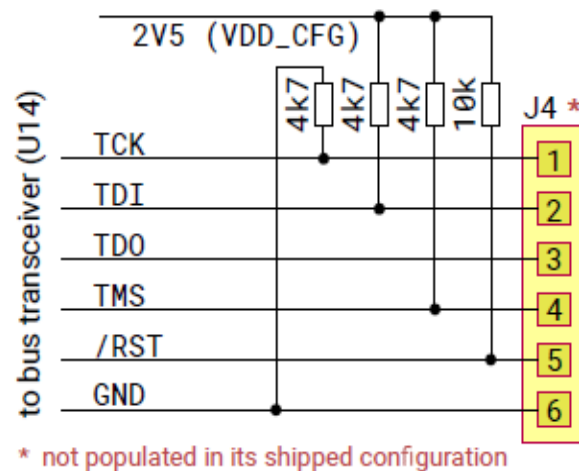 2V5 (VDD_CFG)
4k7
4k7
4k7
10k
J4 *
to bus transceiver (U14)
TCK
1
TDI
2
TDO
3
TMS
4
/RST
5
GND
6
* not populated in its shipped configuration